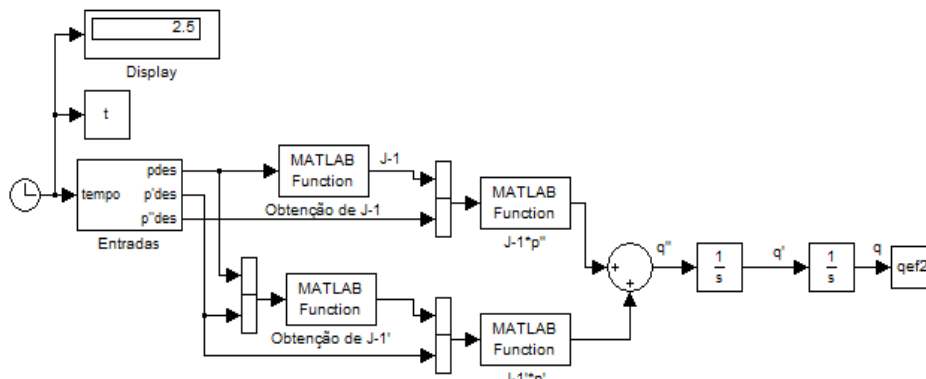 2.5
Display
t
tempo
pdes
p'des
p''des
Entradas
MATLAB
Function
Obtenção de J-1
J-1
MATLAB
Function
J-1*p''
MATLAB
Function
Obtenção de J-1'
MATLAB
Function
J-1'*p'
+
+
q''
1
s
q'
1
s
q
qef2